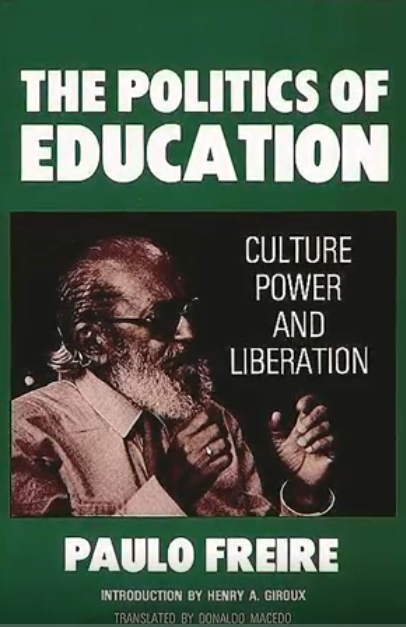 THE POLITICS OF
EDUCATION
CULTURE
POWER
AND
LIBERATION
PAULO FREIRE
INTRODUCTION BY HENRY A. GIROUX
TRANSLATED BY DONALDO MACEDO